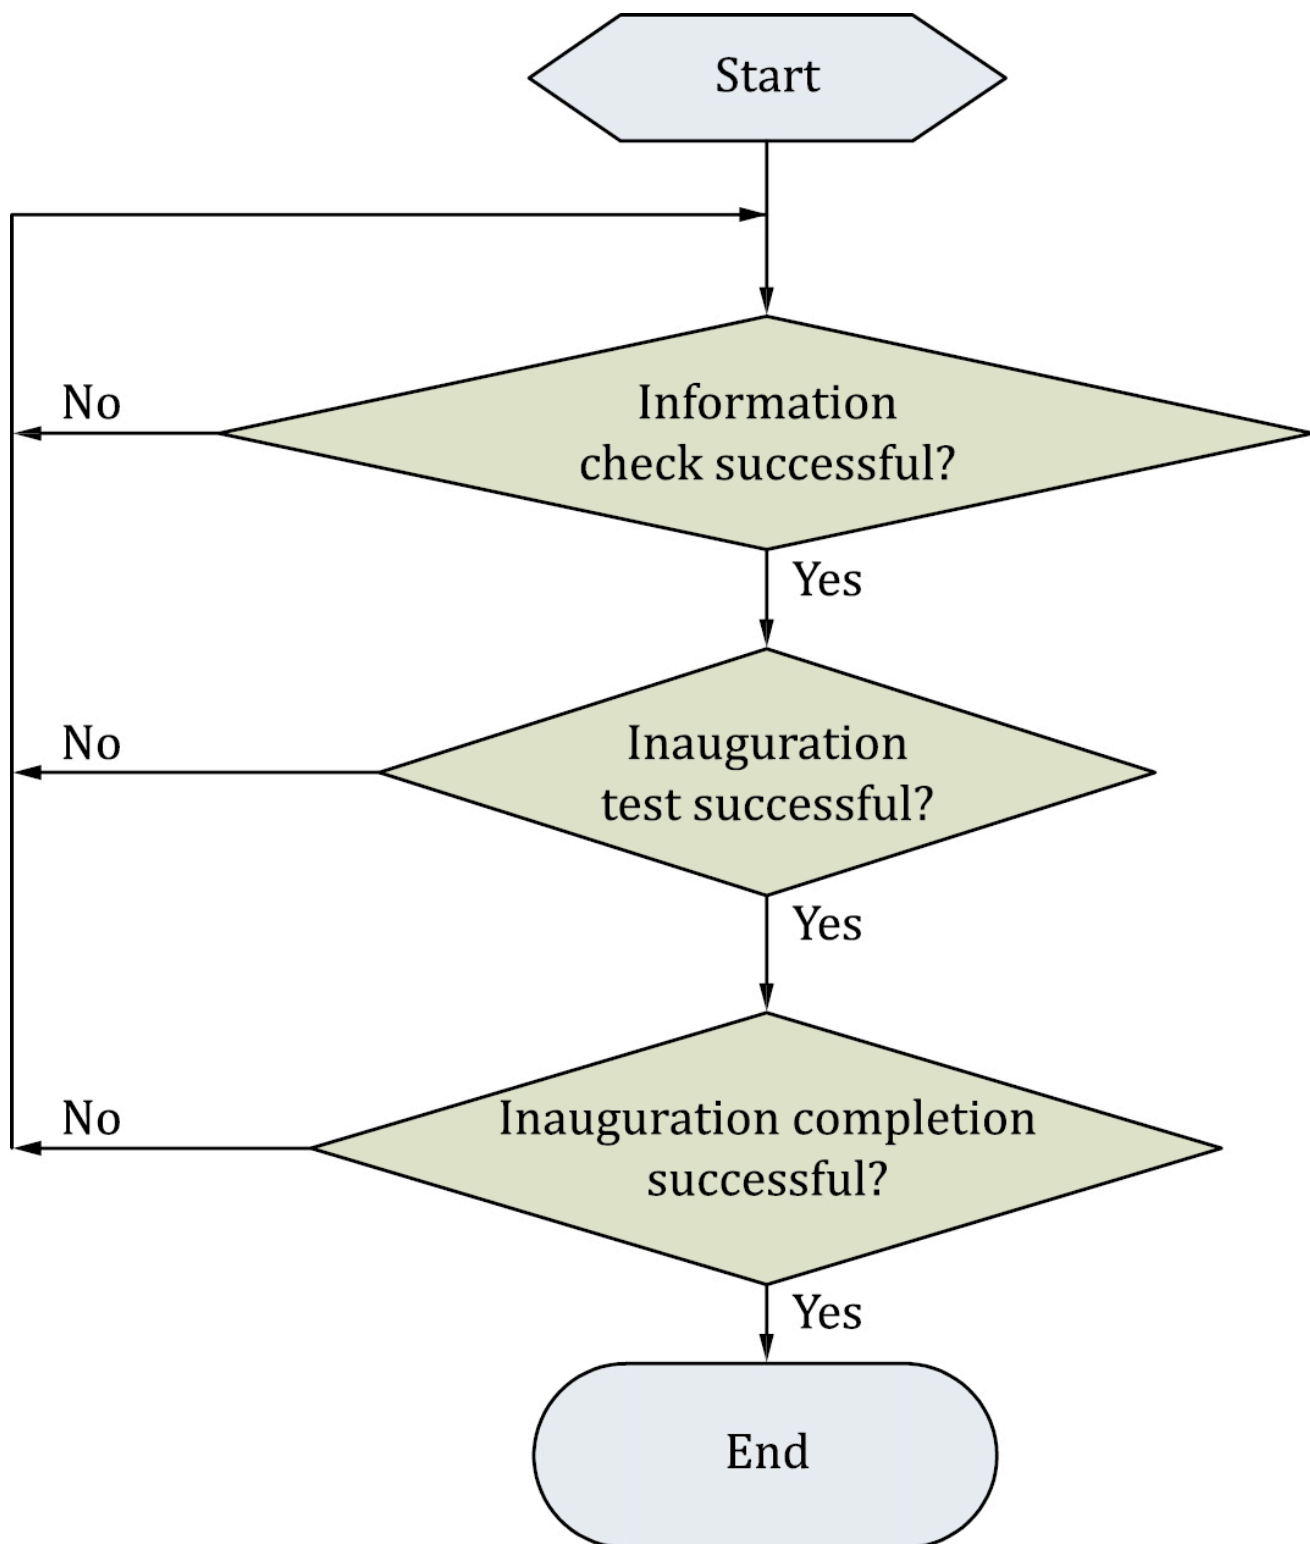 Start
No
Information
check successful?
Yes
No
Inauguration
test successful?
Yes
No
Inauguration completion
successful?
Yes
End